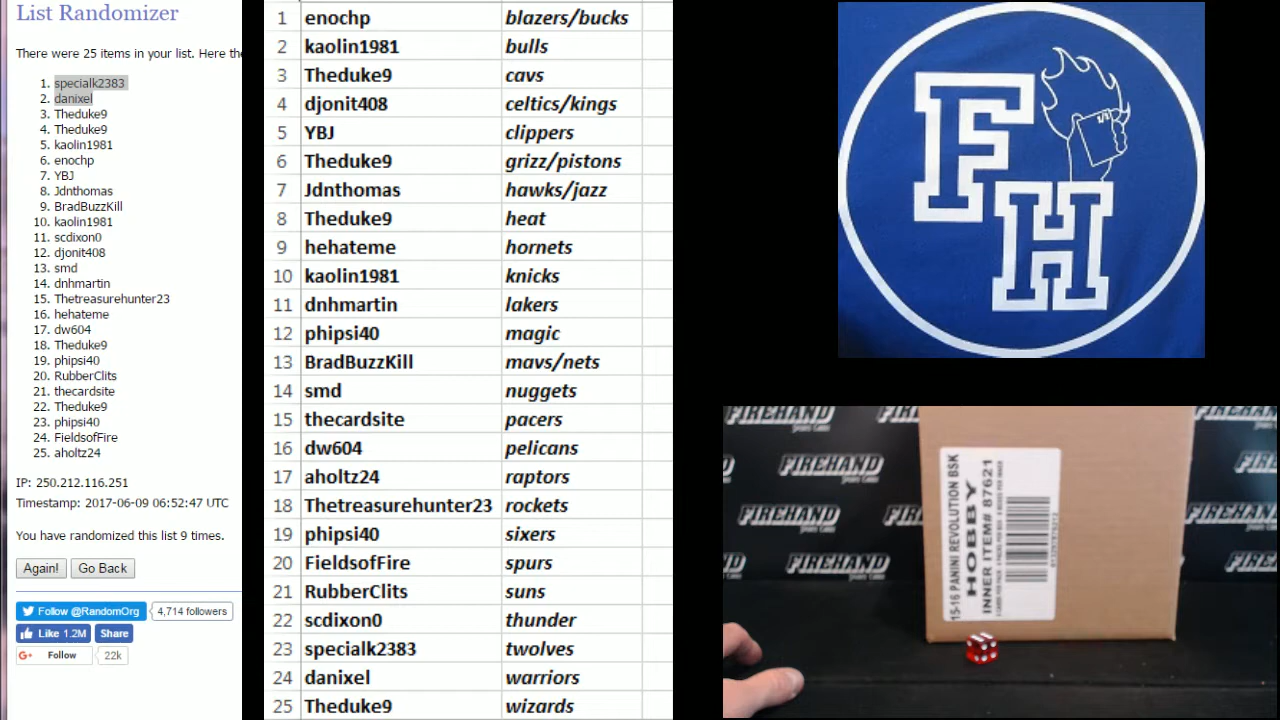 List Randomizer
There were 25 items in your list. Here the
1. specialk2383
2. danixel
3. Theduke9
4. Theduke9
5. kaolin1981
6. enochp
7. YBJ
8. Jdnthomas
9. BradBuzzKill
10. kaolin1981
11. scdixon0
12. djonit408
13. smd
14. dnhmartin
15. Thetreasurehunter23
16. hehateme
17. dw604
18. Theduke9
19. phipsi40
20. RubberClits
21. thecardsite
22. Theduke9
23. phipsi40
24. FieldsofFire
25. aholtz24
IP: 250.212.116.251
Timestamp: 2017-06-09 06:52:47 UTC
You have randomized this list 9 times.
Again! Go Back
Follow @RandomOrg 4,714 followers
Like 1.2M Share
G+ Follow 22k
1 enochp blazers/bucks
2 kaolin1981 bulls
3 Theduke9 cavs
4 djonit408 celtics/kings
5 YBJ clippers
6 Theduke9 grizz/pistons
7 Jdnthomas hawks/jazz
8 Theduke9 heat
9 hehateme hornets
10 kaolin1981 knicks
11 dnhmartin lakers
12 phipsi40 magic
13 BradBuzzKill mavs/nets
14 smd nuggets
15 thecardsite pacers
16 dw604 pelicans
17 aholtz24 raptors
18 Thetreasurehunter23 rockets
19 phipsi40 sixers
20 FieldsofFire spurs
21 RubberClits suns
22 scdixon0 thunder
23 specialk2383 twolves
24 danixel warriors
25 Theduke9 wizards
FH
FIREHAND
FIREHAND
FIREHAND
FIREHAND
15-16 PANINI REVOLUTION BSK
HOBBY
INNER ITEM# 87621